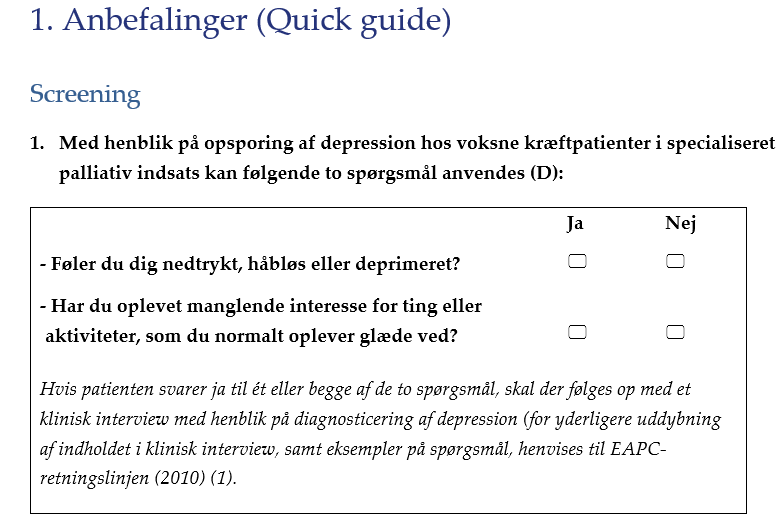 1. Anbefalinger (Quick guide)
Screening
1. Med henblik på opsporing af depression hos voksne kræftpatienter i specialiseret
palliativ indsats kan følgende to spørgsmål anvendes (D):
Ja Nej
- Føler du dig nedtrykt, håbløs eller deprimeret?
- Har du oplevet manglende interesse for ting eller
aktiviteter, som du normalt oplever glæde ved?
Hvis patienten svarer ja til ét eller begge af de to spørgsmål, skal der følges op med et
klinisk interview med henblik på diagnosticering af depression (for yderligere uddybning
af indholdet i klinisk interview, samt eksempler på spørgsmål, henvises til EAPC-
retningslinjen (2010) (1).